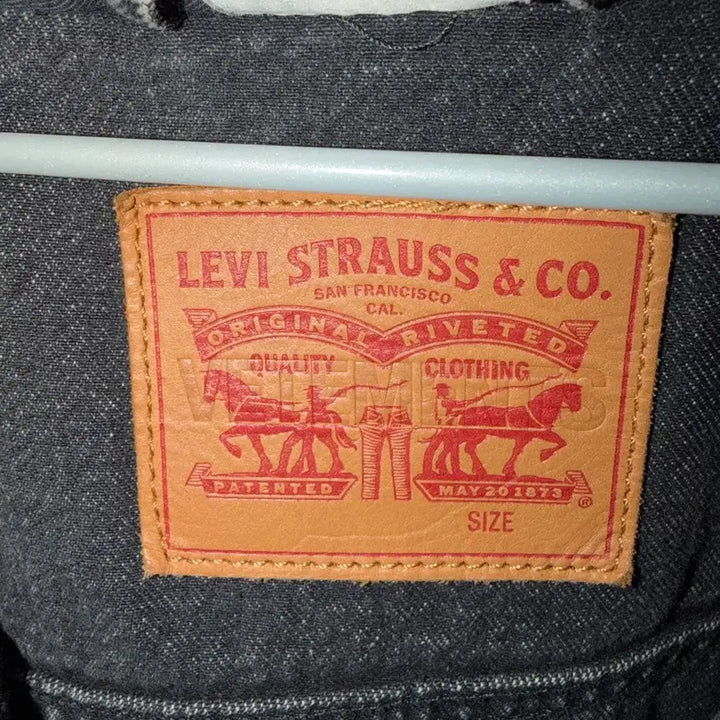 LEVI STRAUSS & CO.
SAN FRANCISCO
CAL.
ORIGINAL RIVETED
QUALITY CLOTHING
VETEMENTS
PATENTED MAY 20 1873
®
SIZE